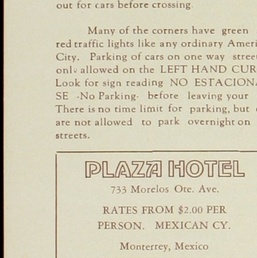 out for cars before crossing
Many of the corners have green
red traffic lights like any ordinary Ameri
City. Parking of cars on one way stree
only allowed on the LEFT HAND CUR
Look for sign reading NO ESTACION
SE -No Parking- before leaving your
There is no time limit for parking, but
are not allowed to park overnight on
streets.
PLAZA HOTEL
733 Morelos Ote. Ave.
RATES FROM $2.00 PER
PERSON. MEXICAN CY.
Monterrey, Mexico